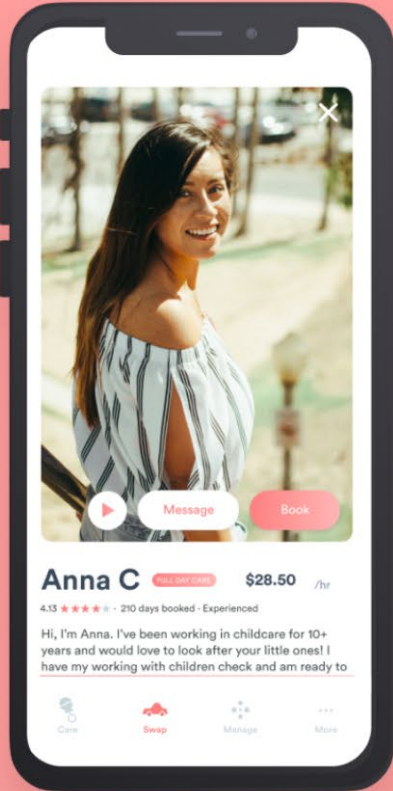 Message
Book
Anna C FULL DAY CARE $28.50 /hr
4.13 ★★★★★ · 210 days booked · Experienced
Hi, I'm Anna. I've been working in childcare for 10+
years and would love to look after your little ones! I
have my working with children check and am ready to
Care Swap Manage More